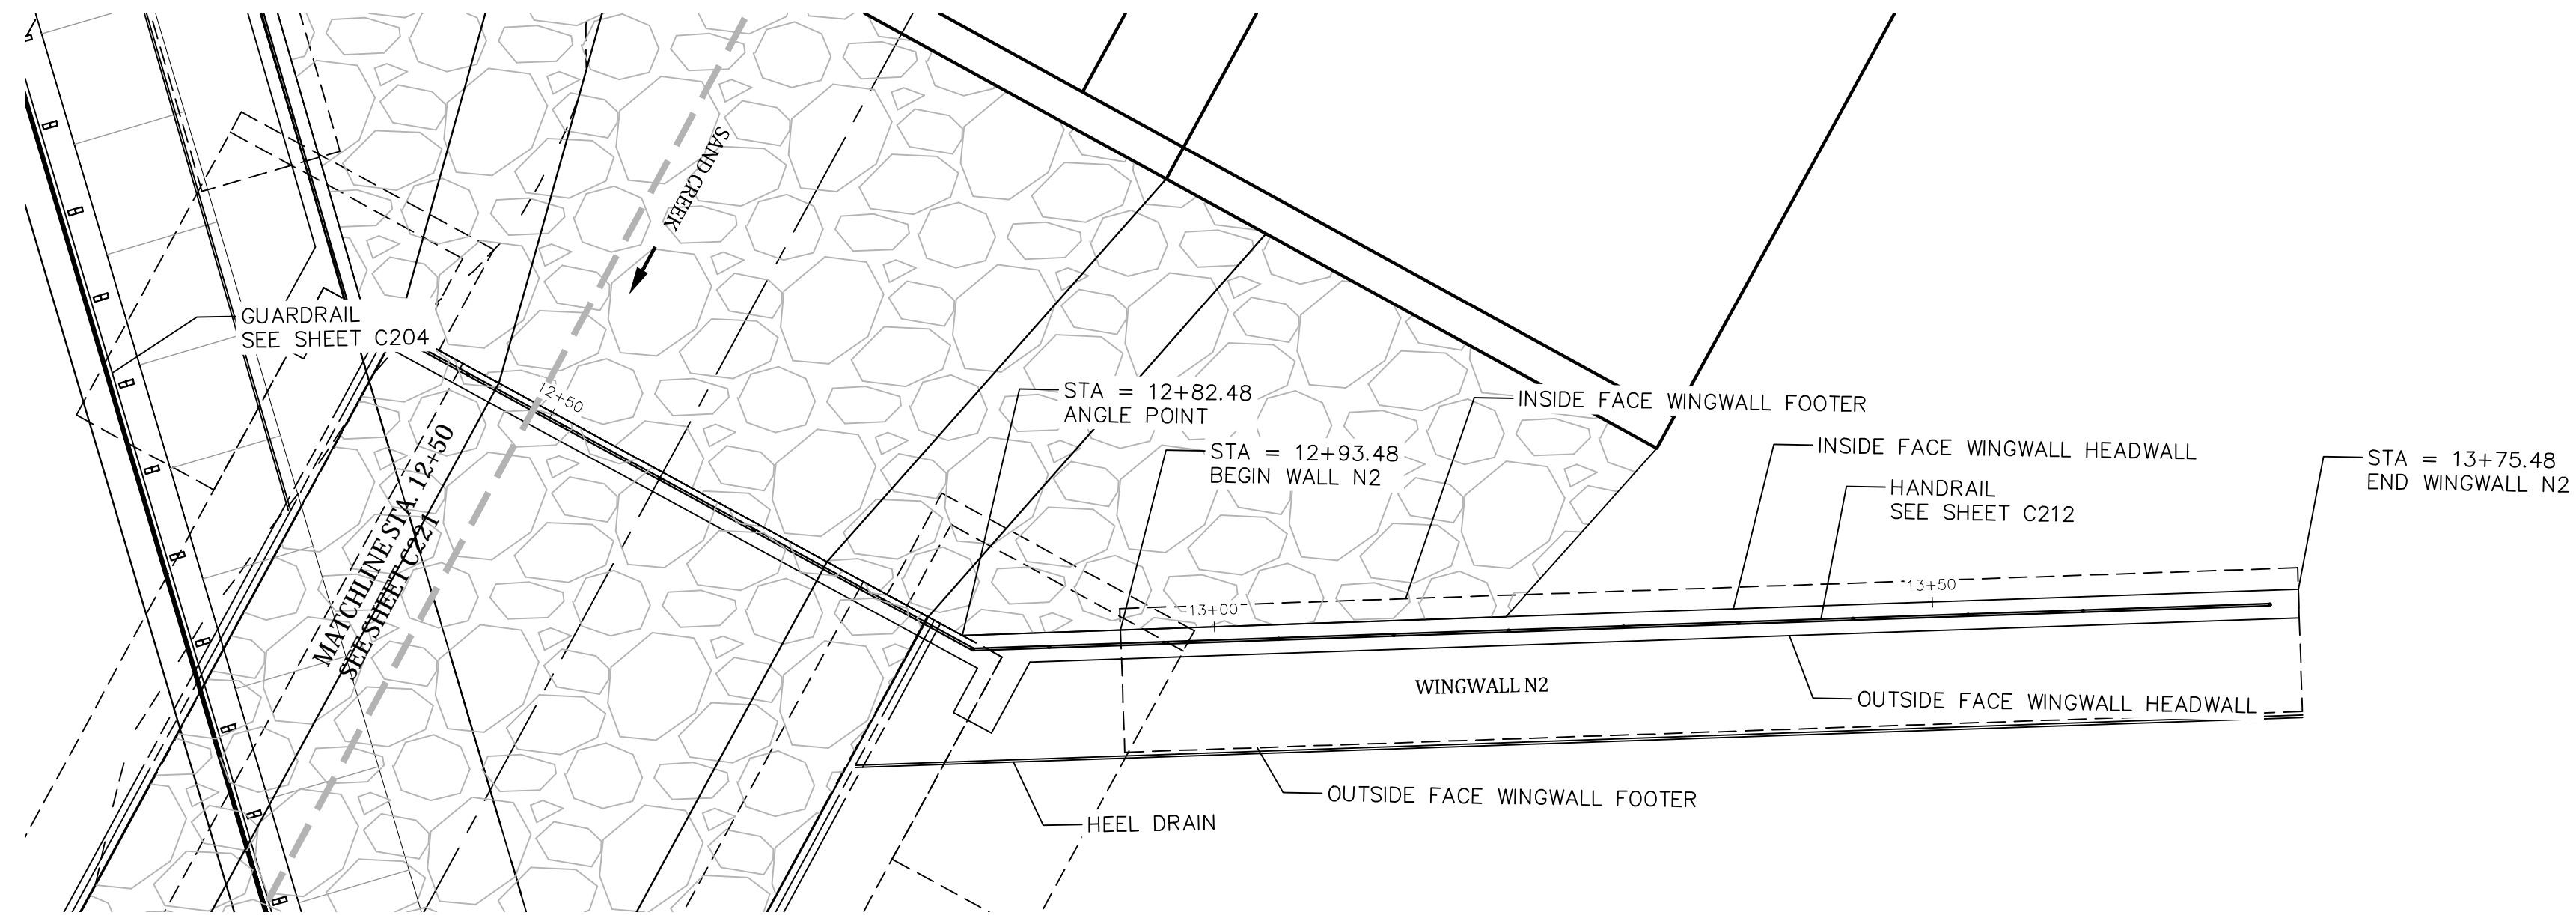 SAND CREEK
GUARDRAIL
SEE SHEET C204
12+50
MATCHLINE STA. 12+50
SEE SHEET C221
STA = 12+82.48
ANGLE POINT
STA = 12+93.48
BEGIN WALL N2
INSIDE FACE WINGWALL FOOTER
INSIDE FACE WINGWALL HEADWALL
HANDRAIL
SEE SHEET C212
STA = 13+75.48
END WINGWALL N2
13+00
13+50
WINGWALL N2
OUTSIDE FACE WINGWALL HEADWALL
OUTSIDE FACE WINGWALL FOOTER
HEEL DRAIN